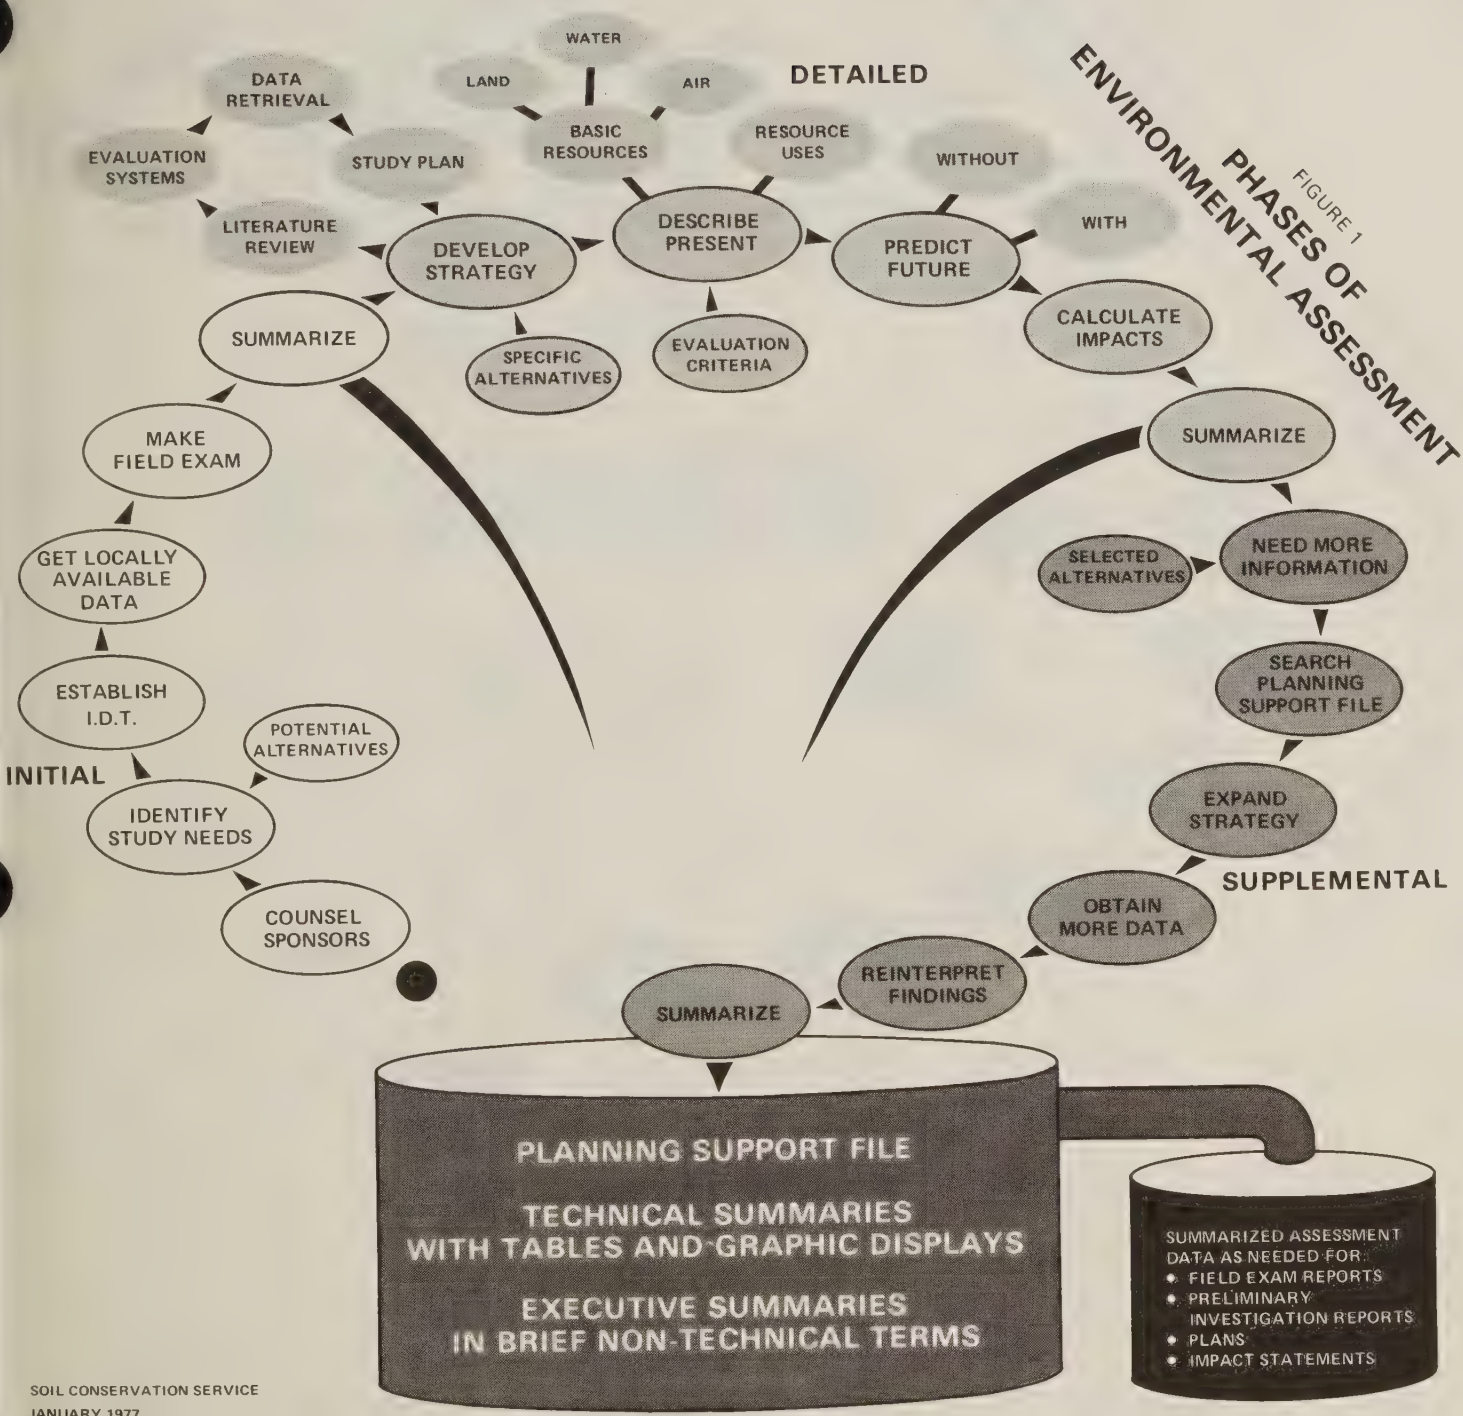 FIGURE 1
PHASES OF
ENVIRONMENTAL ASSESSMENT
INITIAL
COUNSEL
SPONSORS
IDENTIFY
STUDY NEEDS
POTENTIAL
ALTERNATIVES
ESTABLISH
I.D.T.
GET LOCALLY
AVAILABLE
DATA
MAKE
FIELD EXAM
SUMMARIZE
DETAILED
DEVELOP
STRATEGY
LITERATURE
REVIEW
EVALUATION
SYSTEMS
DATA
RETRIEVAL
STUDY PLAN
SPECIFIC
ALTERNATIVES
DESCRIBE
PRESENT
BASIC
RESOURCES
LAND
WATER
AIR
RESOURCE
USES
EVALUATION
CRITERIA
PREDICT
FUTURE
WITHOUT
WITH
CALCULATE
IMPACTS
SUMMARIZE
SUPPLEMENTAL
NEED MORE
INFORMATION
SELECTED
ALTERNATIVES
SEARCH
PLANNING
SUPPORT FILE
EXPAND
STRATEGY
OBTAIN
MORE DATA
REINTERPRET
FINDINGS
SUMMARIZE
PLANNING SUPPORT FILE
TECHNICAL SUMMARIES
WITH TABLES AND GRAPHIC DISPLAYS
EXECUTIVE SUMMARIES
IN BRIEF NON-TECHNICAL TERMS
SUMMARIZED ASSESSMENT
DATA AS NEEDED FOR:
• FIELD EXAM REPORTS
• PRELIMINARY
INVESTIGATION REPORTS
• PLANS
• IMPACT STATEMENTS
SOIL CONSERVATION SERVICE
JANUARY 1977